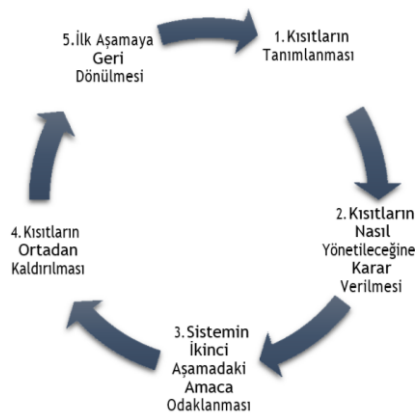 1. Kısıtların
Tanımlanması
2. Kısıtların
Nasıl
Yönetileceğine
Karar
Verilmesi
3. Sistemin
İkinci
Aşamadaki
Amaca
Odaklanması
4. Kısıtların
Ortadan
Kaldırılması
5. İlk Aşamaya
Geri
Dönülmesi